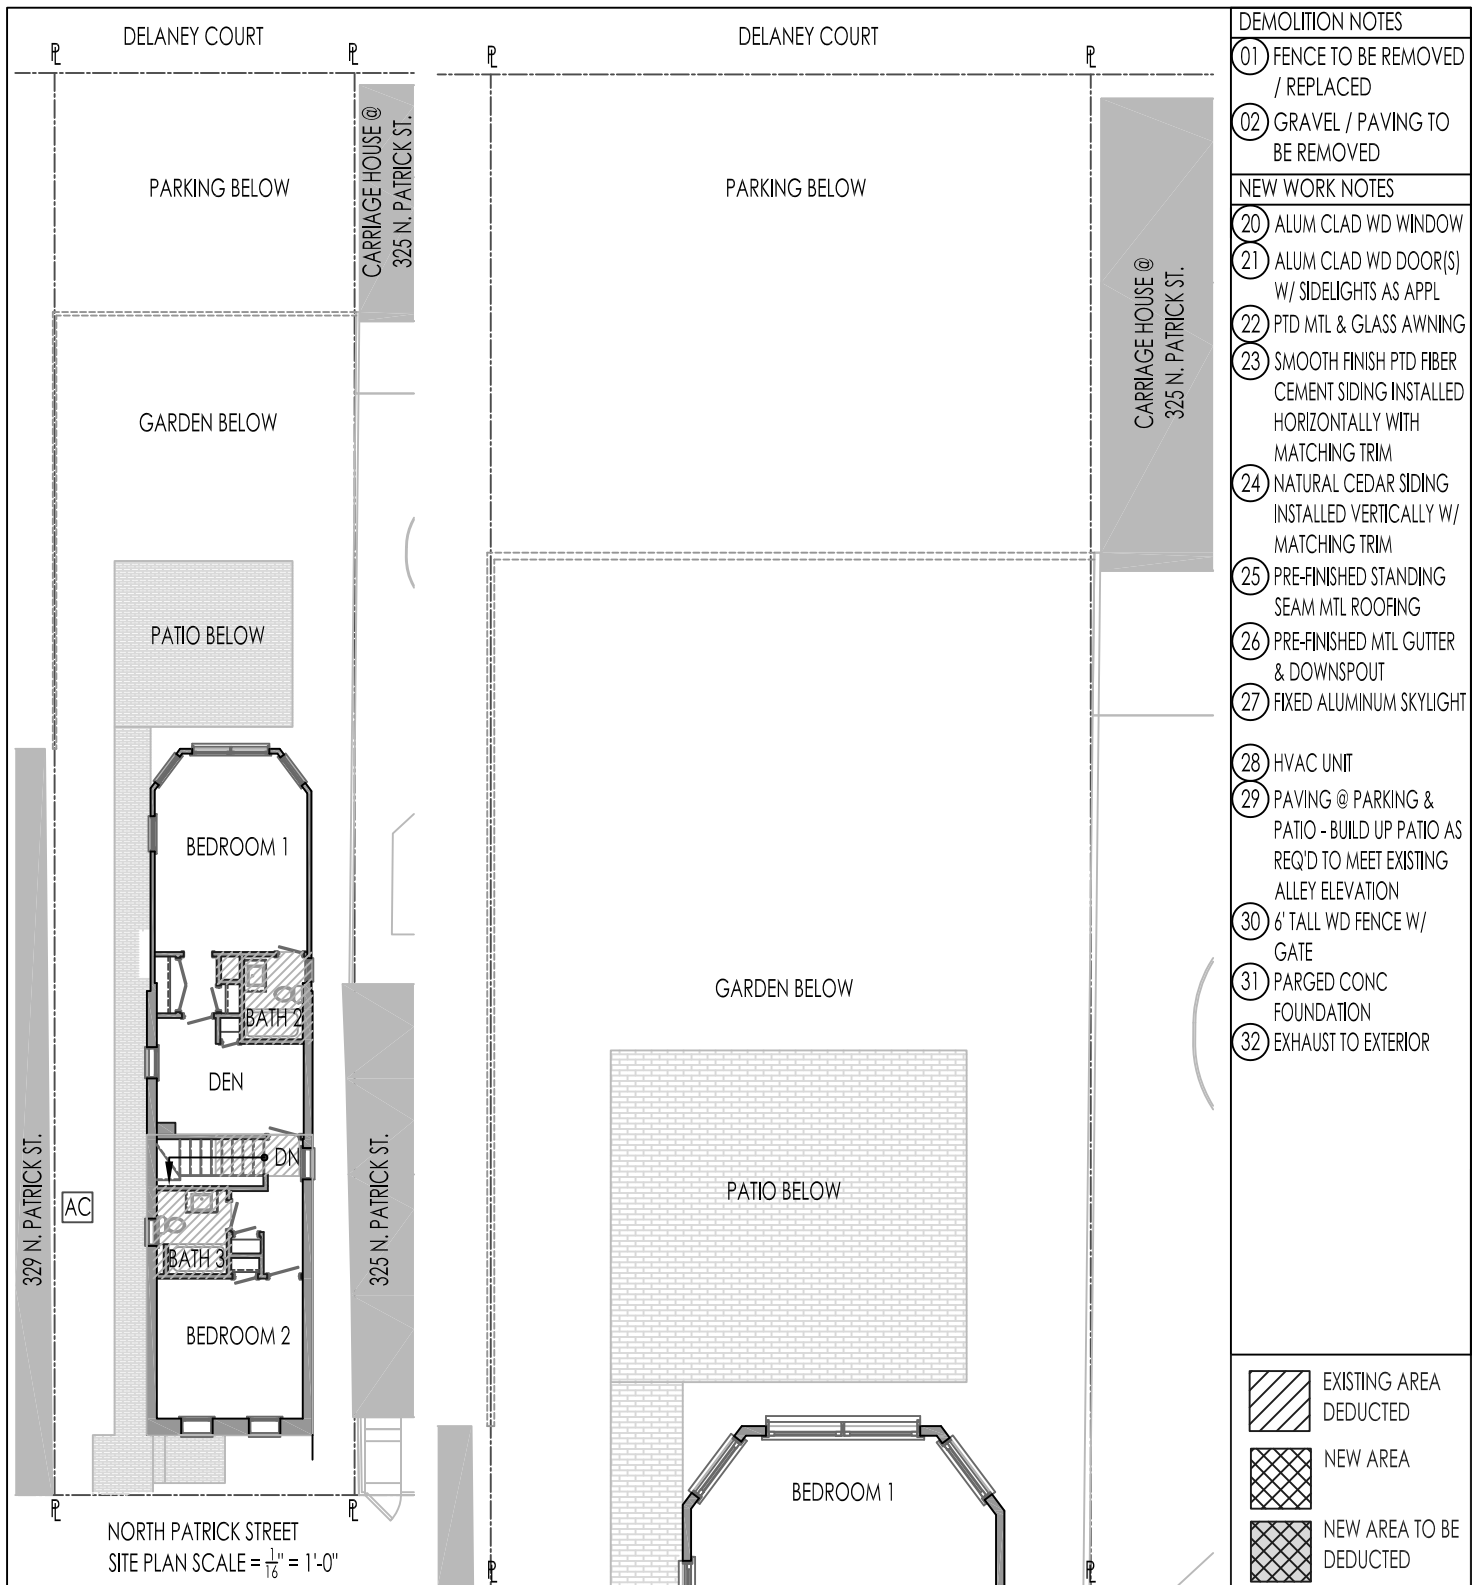 DELANEY COURT
PL
PL
PARKING BELOW
CARRIAGE HOUSE @
325 N. PATRICK ST.
GARDEN BELOW
PATIO BELOW
BEDROOM 1
BATH 2
DEN
DN
329 N. PATRICK ST.
AC
325 N. PATRICK ST.
BATH 3
BEDROOM 2
PL
PL
NORTH PATRICK STREET
SITE PLAN SCALE = 1/16" = 1'-0"
DELANEY COURT
PL
PL
PARKING BELOW
CARRIAGE HOUSE @
325 N. PATRICK ST.
GARDEN BELOW
PATIO BELOW
BEDROOM 1
PL
PL
DEMOLITION NOTES
01 FENCE TO BE REMOVED
/ REPLACED
02 GRAVEL / PAVING TO
BE REMOVED
NEW WORK NOTES
20 ALUM CLAD WD WINDOW
21 ALUM CLAD WD DOOR(S)
W/ SIDELIGHTS AS APPL
22 PTD MTL & GLASS AWNING
23 SMOOTH FINISH PTD FIBER
CEMENT SIDING INSTALLED
HORIZONTALLY WITH
MATCHING TRIM
24 NATURAL CEDAR SIDING
INSTALLED VERTICALLY W/
MATCHING TRIM
25 PRE-FINISHED STANDING
SEAM MTL ROOFING
26 PRE-FINISHED MTL GUTTER
& DOWNSPOUT
27 FIXED ALUMINUM SKYLIGHT
28 HVAC UNIT
29 PAVING @ PARKING &
PATIO - BUILD UP PATIO AS
REQ'D TO MEET EXISTING
ALLEY ELEVATION
30 6' TALL WD FENCE W/
GATE
31 PARGED CONC
FOUNDATION
32 EXHAUST TO EXTERIOR
EXISTING AREA
DEDUCTED
NEW AREA
NEW AREA TO BE
DEDUCTED